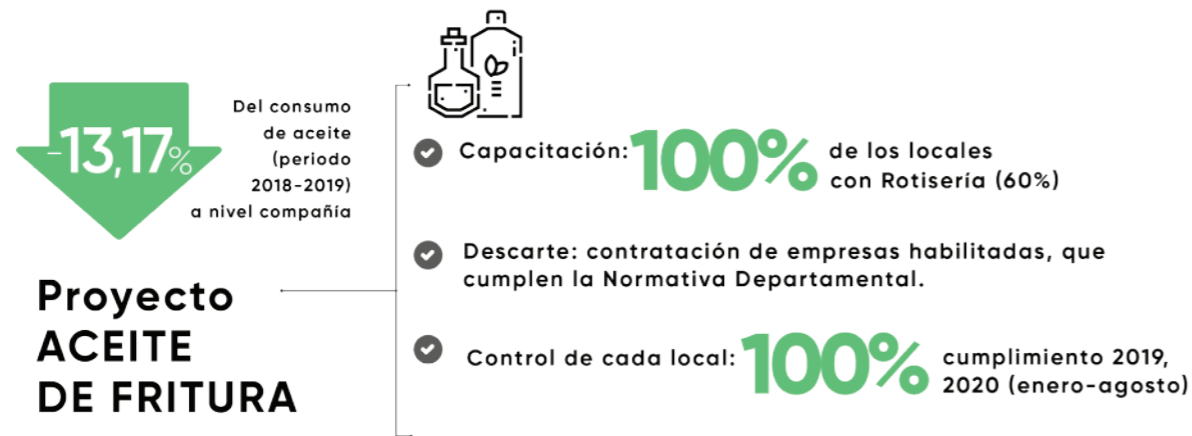 -13,17%
Del consumo
de aceite
(periodo
2018-2019)
a nivel compañía
Proyecto
ACEITE
DE FRITURA
Capacitación: 100% de los locales
con Rotisería (60%)
Descarte: contratación de empresas habilitadas, que
cumplen la Normativa Departamental.
Control de cada local: 100% cumplimiento 2019,
2020 (enero-agosto)